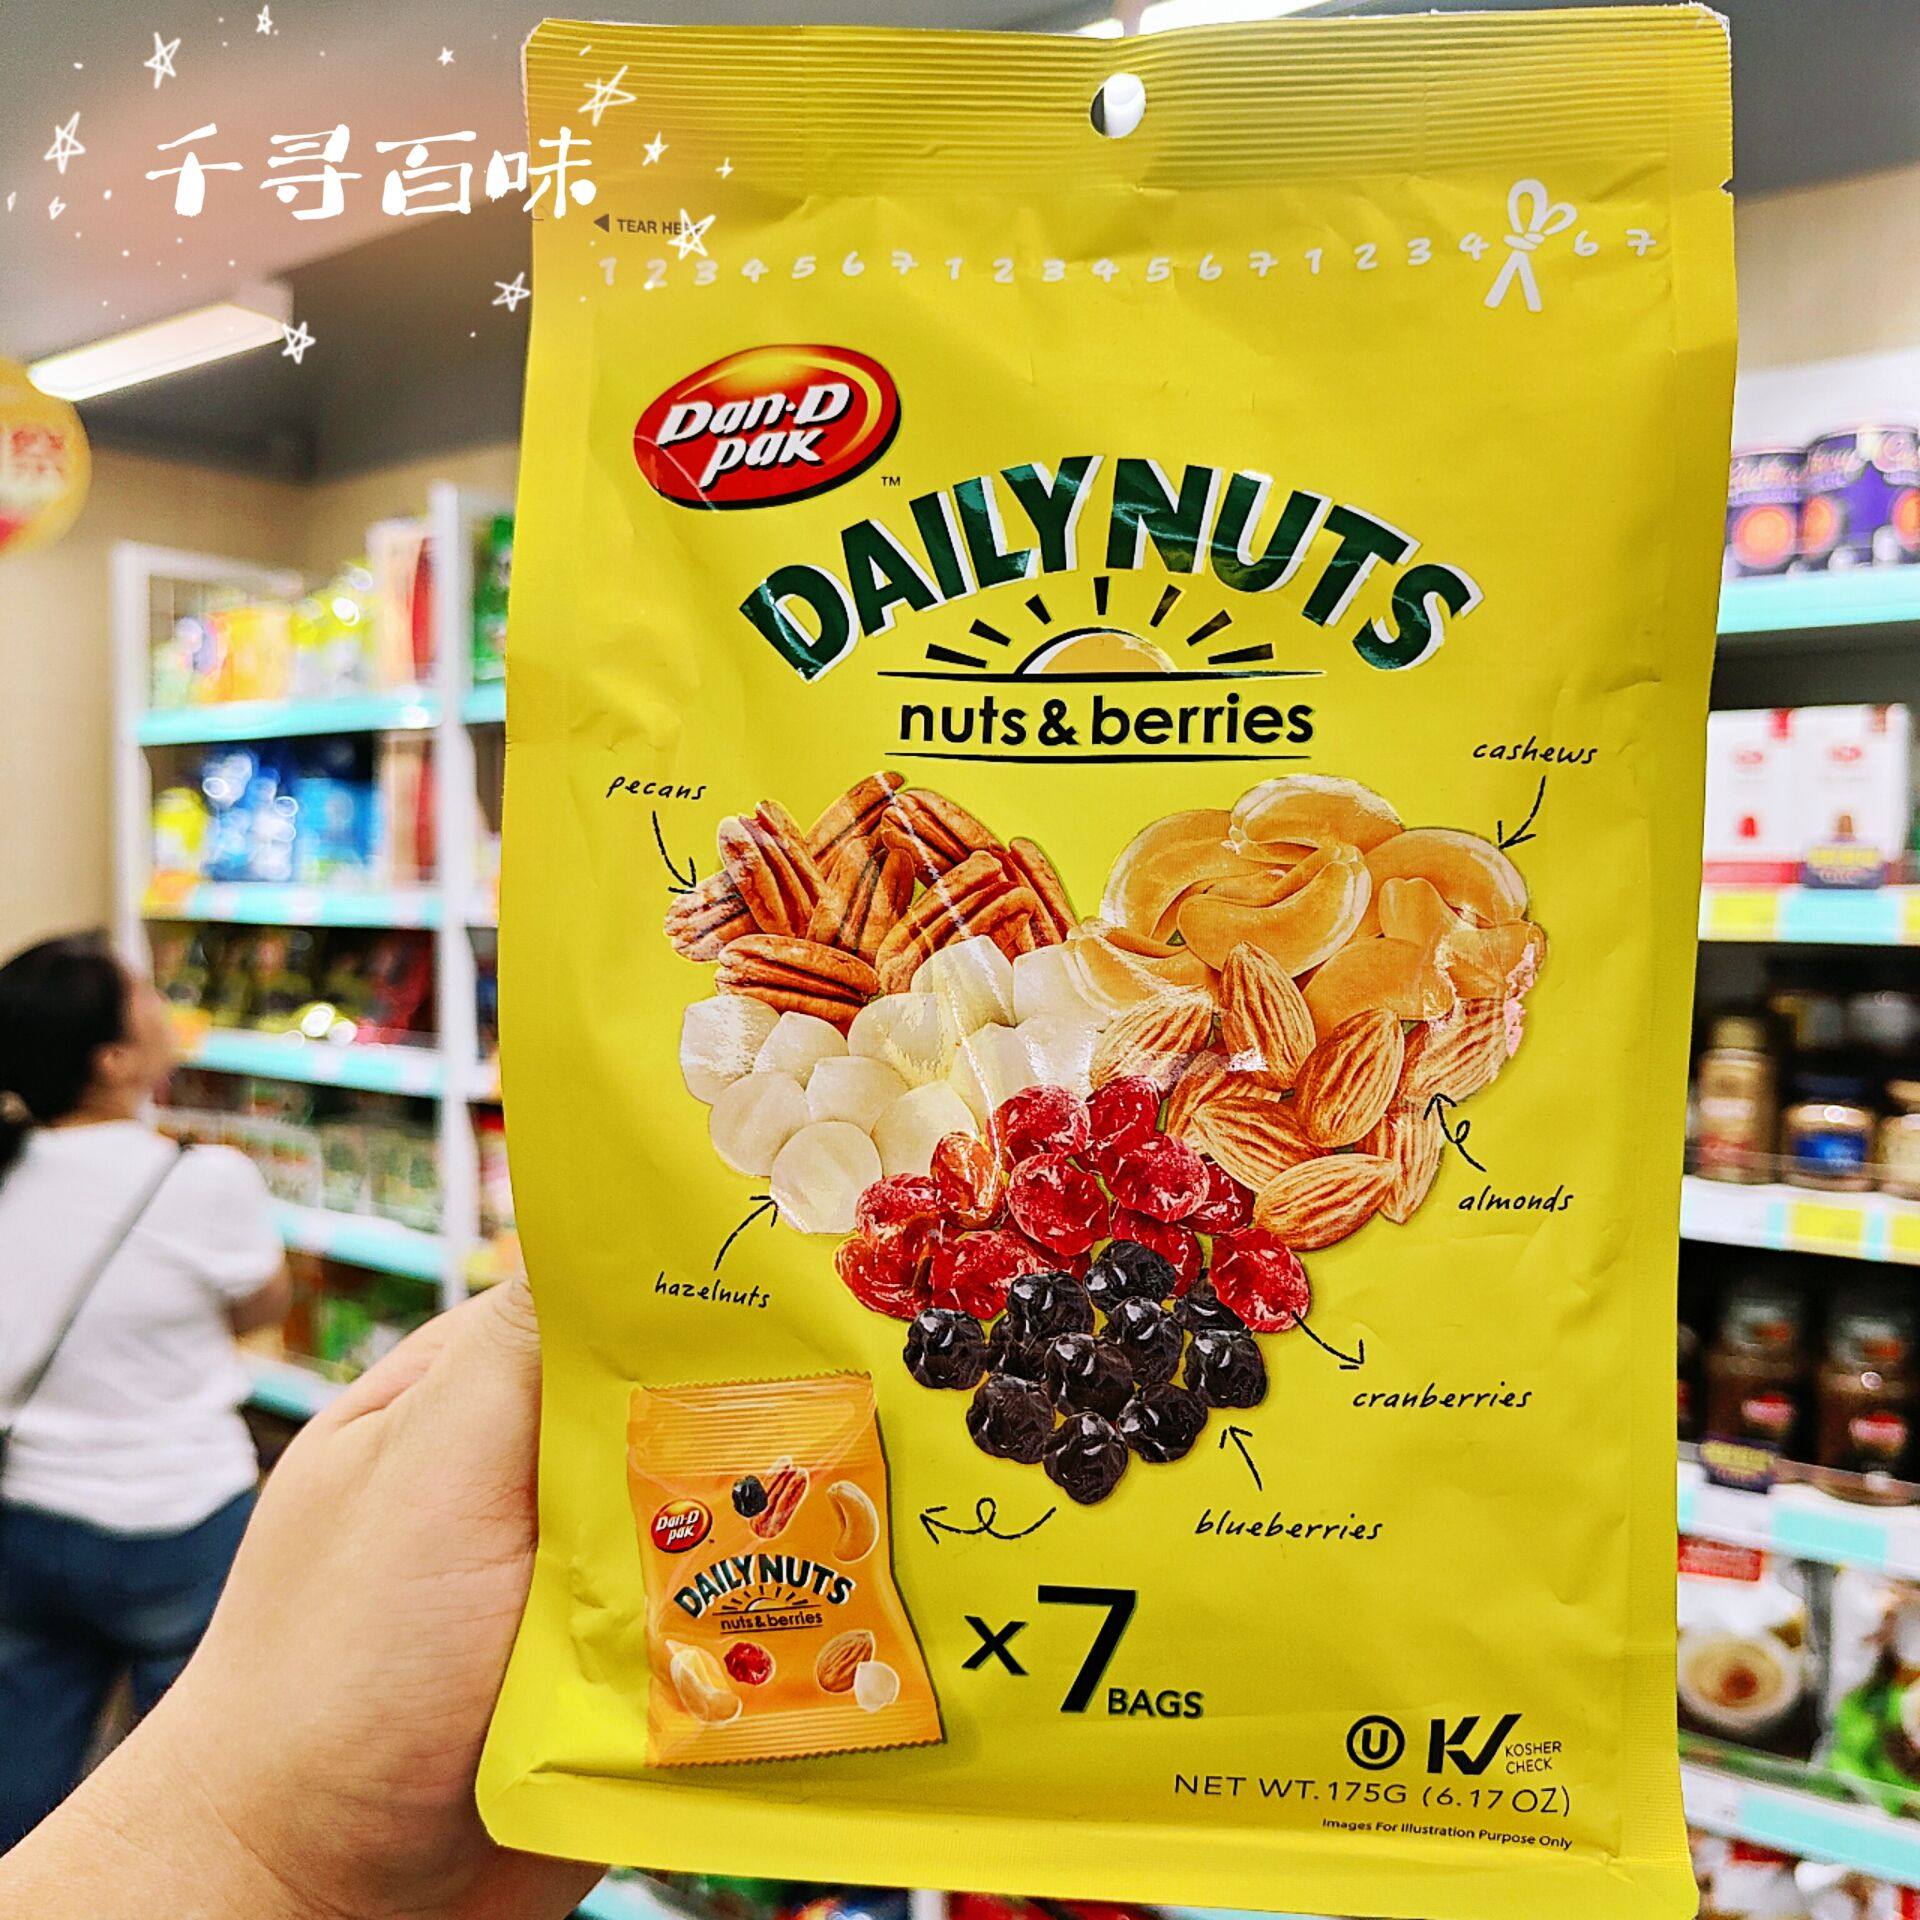 千寻百味
TEAR HE
1 2 3 4 5 6 7 1 2 3 4 5 6 7 1 2 3 4 6 7
Dan·D
pak
TM
DAILY NUTS
nuts & berries
pecans
cashews
almonds
hazelnuts
cranberries
blueberries
Dan·D
pak
DAILY NUTS
nuts & berries
x7
BAGS
U
KOSHER
CHECK
NET WT. 175G (6.17 OZ)
Images For Illustration Purpose Only